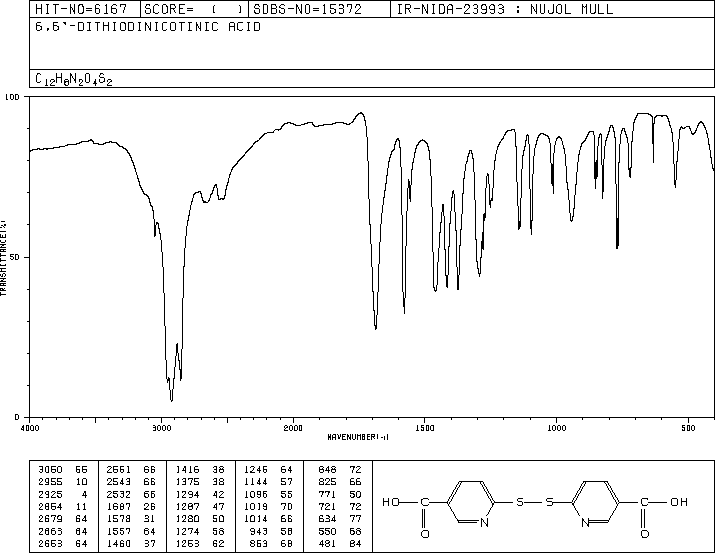 HIT-NO=6167 SCORE= ( ) SDBS-NO=15372 IR-NIDA-23993 : NUJOL MULL
6,6'-DITHIODINICOTINIC ACID
C12H8N2O4S2
100
50
0
TRANSMITTANCE(%)
4000 3000 2000 1500 1000 500
WAVENUMBER(-1)
3050 55 2551 66 1416 38 1245 64 848 72
2955 10 2543 66 1375 38 1144 57 825 66
2925 4 2532 66 1294 42 1096 55 771 50
2854 11 1687 26 1287 47 1019 70 721 72
2679 64 1578 31 1280 50 1014 66 634 77
2663 64 1557 64 1274 58 943 58 550 68
2653 64 1460 37 1253 62 853 68 481 84
HO C O N S S N C O OH